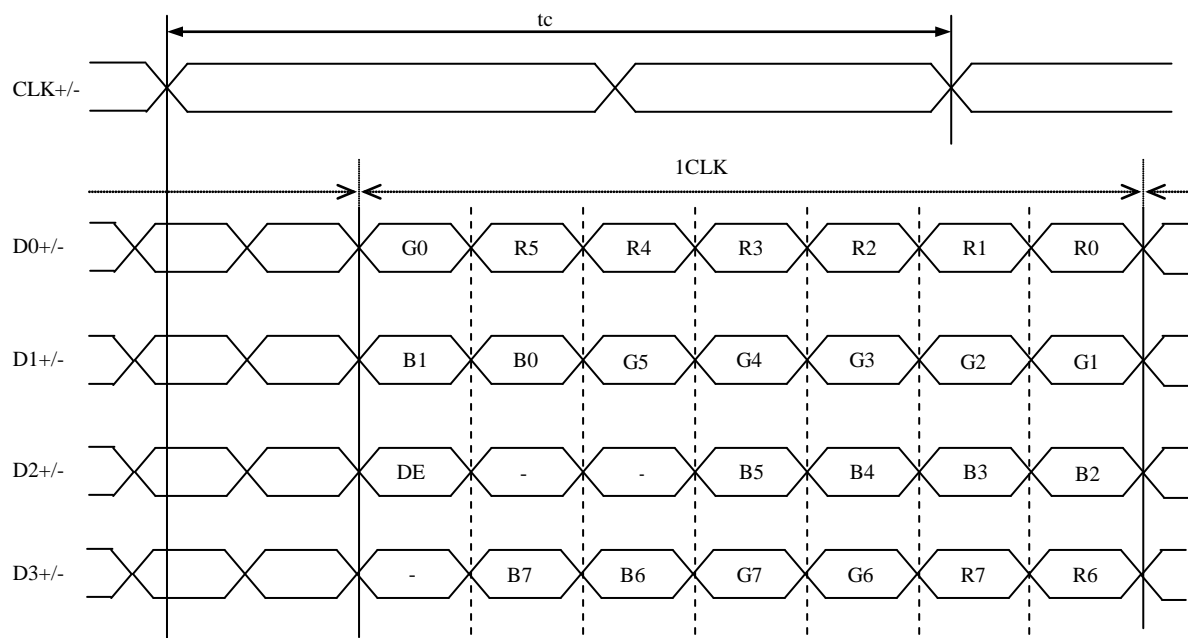 tc
CLK+/-
1CLK
D0+/- G0 R5 R4 R3 R2 R1 R0
D1+/- B1 B0 G5 G4 G3 G2 G1
D2+/- DE - - B5 B4 B3 B2
D3+/- - B7 B6 G7 G6 R7 R6